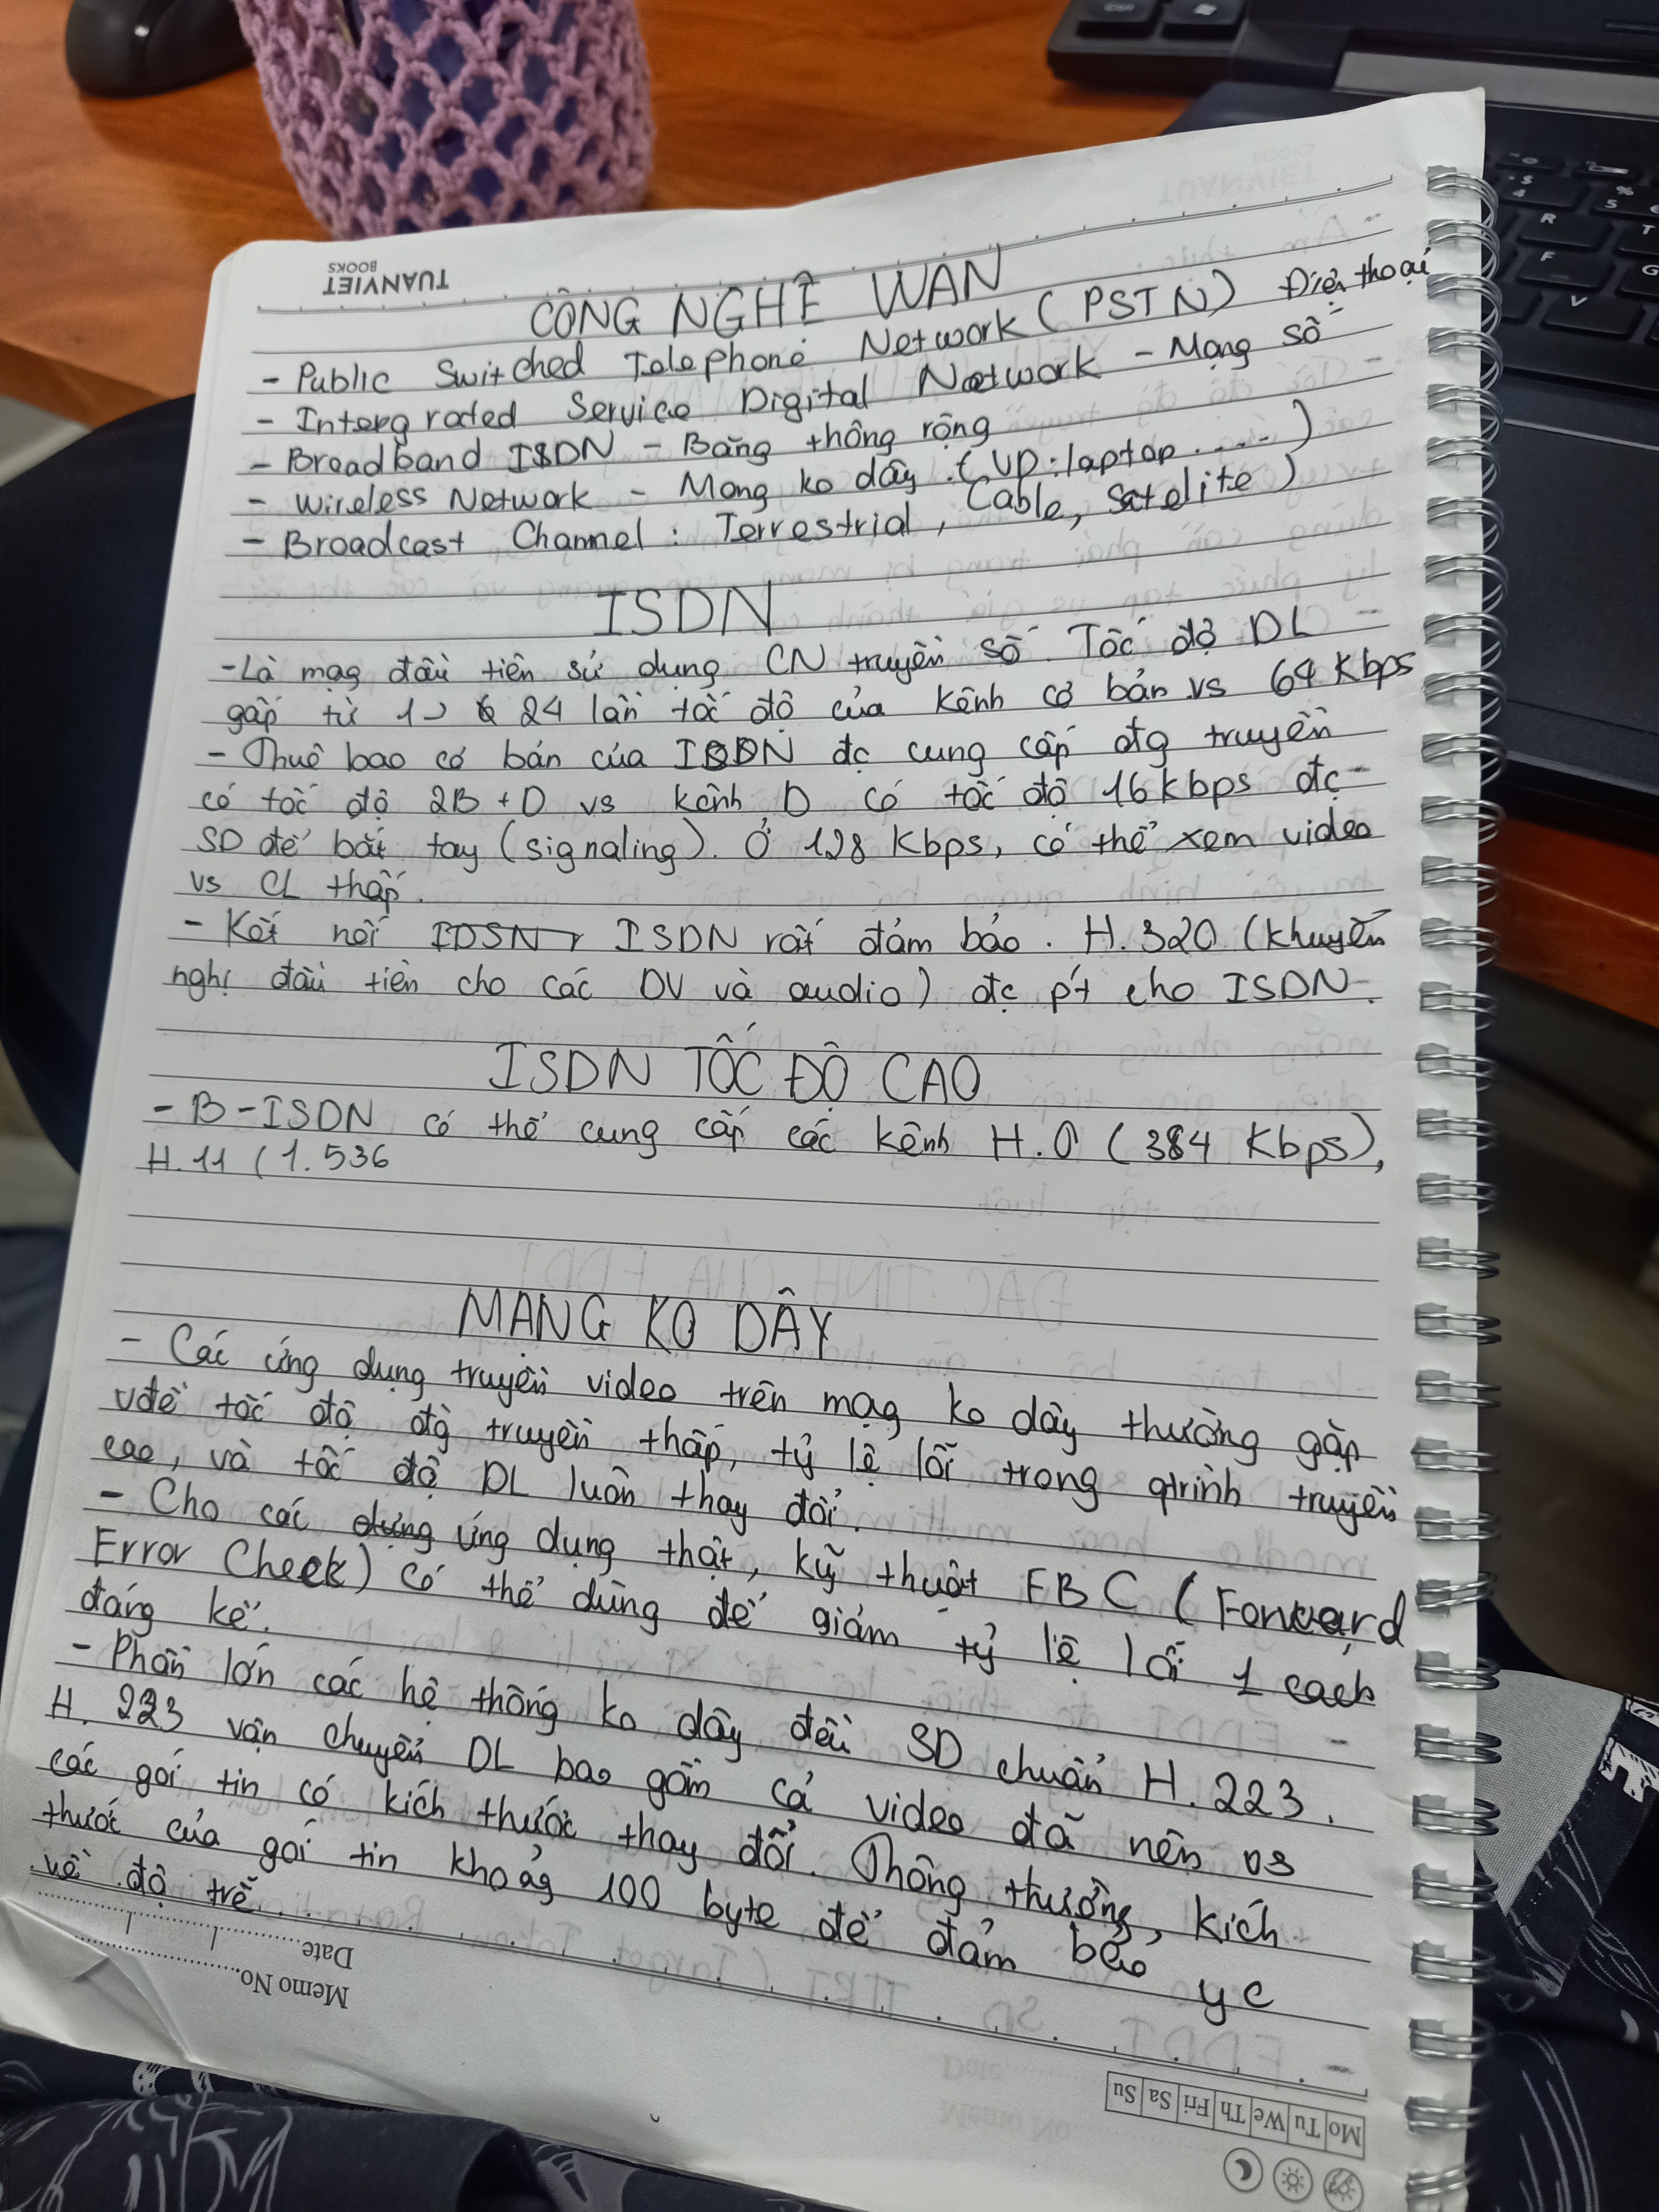 TUANVIET
BOOKS
CÔNG NGHỆ WAN
- Public Switched Telephone Network (PSTN) Điện thoại
- Intergrated Service Digital Network - Mạng số
- Broadband ISDN - Băng thông rộng
- Wireless Network - Mạng ko dây (VD: laptop ....)
- Broadcast Channel: Terrestrial, Cable, Satelite)
ISDN
- Là mạg đầu tiên sử dụng CN truyền số. Tốc độ DL
gấp từ 1 -> 24 lần tốc độ của kênh cơ bản vs 64 Kbps
- Thuê bao cơ bản của ISDN đc cung cấp đtg truyền
có tốc độ 2B + D vs kênh D có tốc độ 16 kbps đc
SD để bắt tay (signaling). Ở 128 Kbps, có thể xem video
vs CL thấp.
- Kết nối IDSN ISDN rất đảm bảo. H.320 (khuyến
nghị đầu tiên cho các DV và audio) đc pt cho ISDN.
ISDN TỐC ĐỘ CAO
- B-ISDN có thể cung cấp các kênh H.0 (384 Kbps),
H.11 (1.536
MẠNG KO DÂY
- Các ứng dụng truyền video trên mạg ko dây thường gặp
vđề tốc độ đtg truyền thấp, tỷ lệ lỗi trong qtrình truyền
cao, và tốc độ DL luôn thay đổi.
- Cho các dụng ứng dụng thật, kỹ thuật FBC (Forward
Error Check) có thể dùng để giảm tỷ lệ lỗi 1 cách
đáng kể.
- Phần lớn các hệ thống ko dây đều SD chuẩn H.223.
H.223 vận chuyển DL bao gồm cả video đã nén vs
các gói tin có kích thước thay đổi. Thông thường, kích
thước của gói tin khoảg 100 byte để đảm bảo yc
về độ trễ.
Date
Memo No.
Mo Tu We Th Fri Sa Su